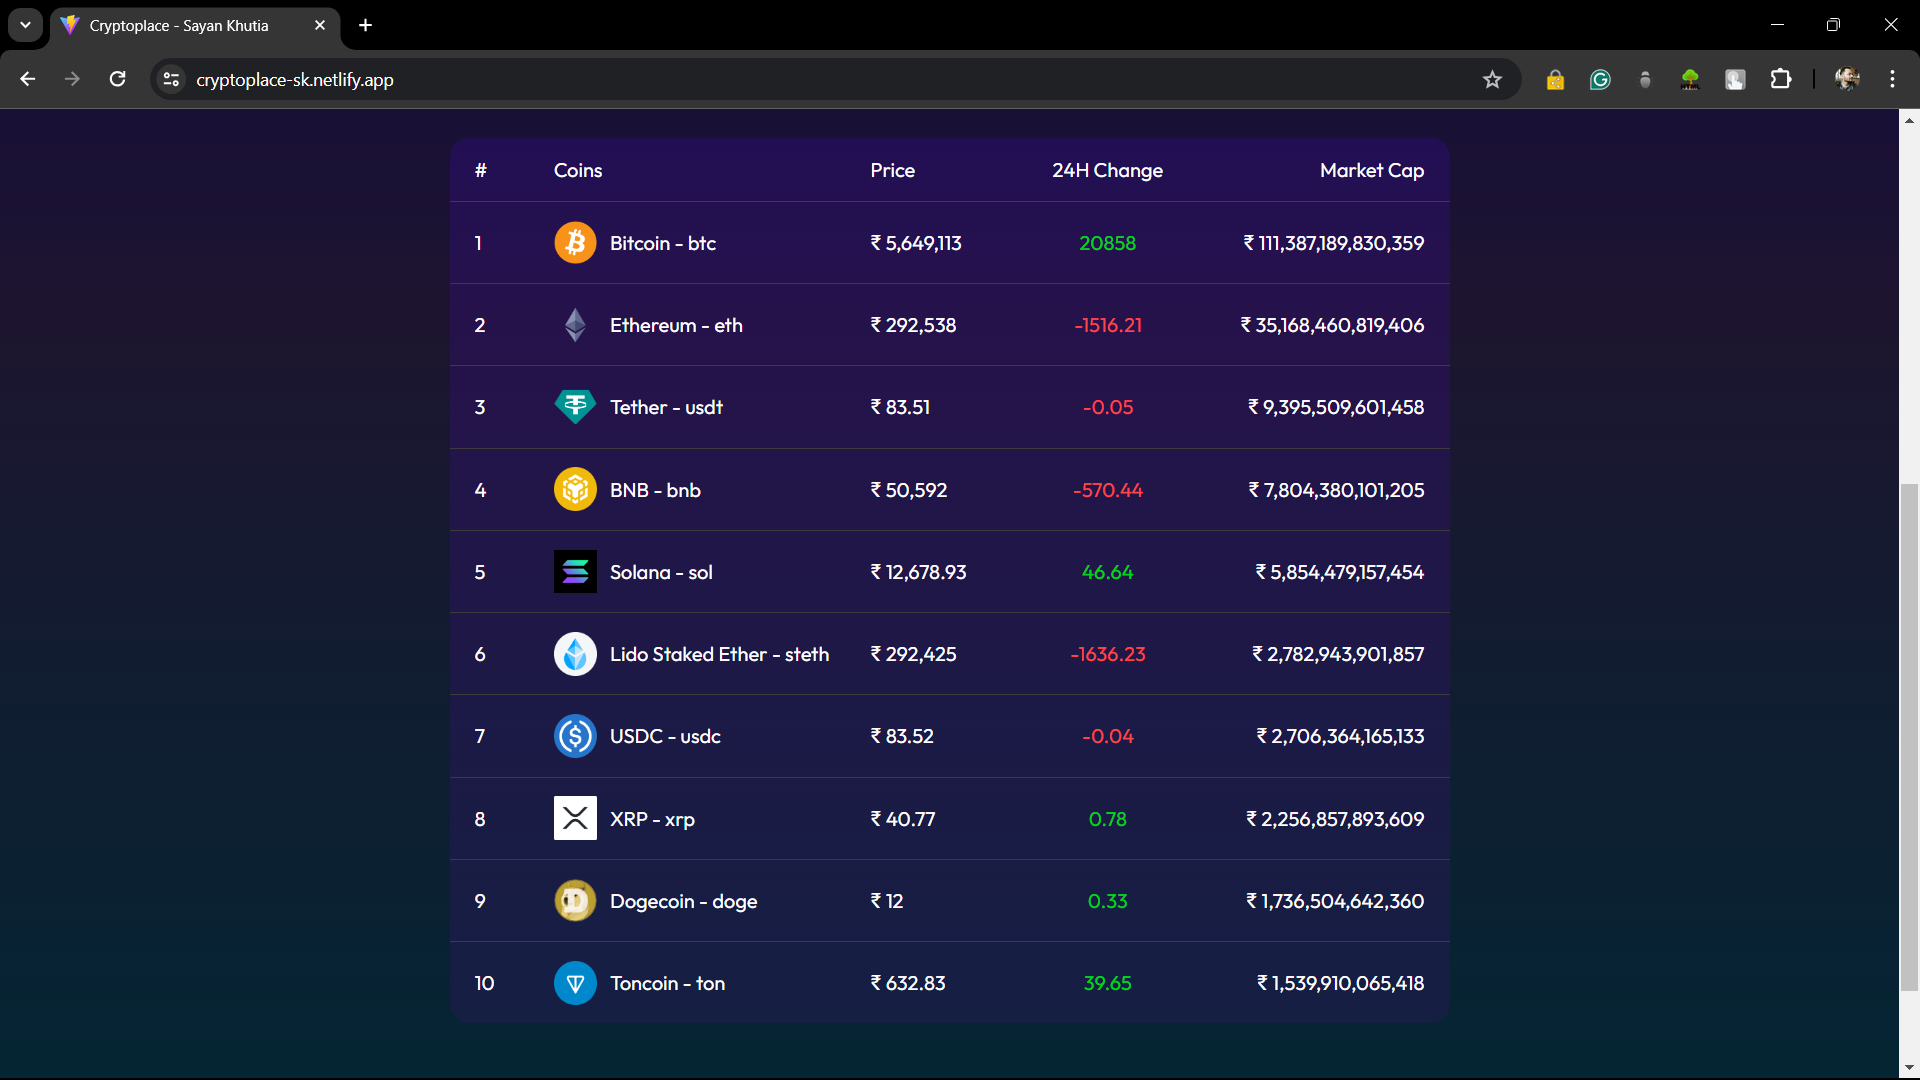 Cryptoplace - Sayan Khutia
cryptoplace-sk.netlify.app
# Coins Price 24H Change Market Cap
1 Bitcoin - btc ₹ 5,649,113 20858 ₹ 111,387,189,830,359
2 Ethereum - eth ₹ 292,538 -1516.21 ₹ 35,168,460,819,406
3 Tether - usdt ₹ 83.51 -0.05 ₹ 9,395,509,601,458
4 BNB - bnb ₹ 50,592 -570.44 ₹ 7,804,380,101,205
5 Solana - sol ₹ 12,678.93 46.64 ₹ 5,854,479,157,454
6 Lido Staked Ether - steth ₹ 292,425 -1636.23 ₹ 2,782,943,901,857
7 USDC - usdc ₹ 83.52 -0.04 ₹ 2,706,364,165,133
8 XRP - xrp ₹ 40.77 0.78 ₹ 2,256,857,893,609
9 Dogecoin - doge ₹ 12 0.33 ₹ 1,736,504,642,360
10 Toncoin - ton ₹ 632.83 39.65 ₹ 1,539,910,065,418